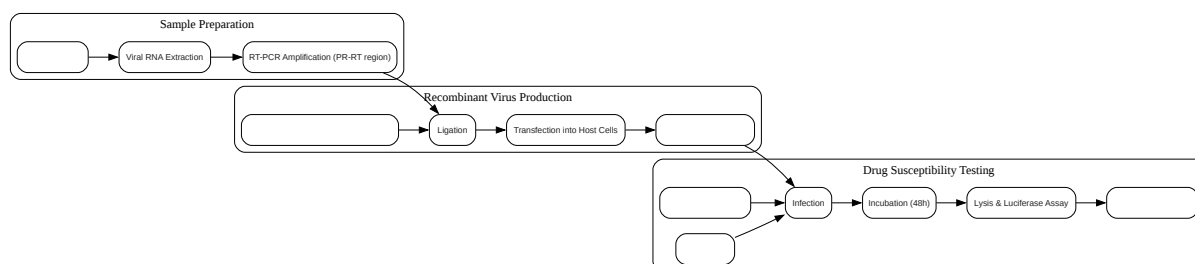 Sample Preparation
Viral RNA Extraction
RT-PCR Amplification (PR-RT region)
Recombinant Virus Production
Ligation
Transfection into Host Cells
Drug Susceptibility Testing
Infection
Incubation (48h)
Lysis & Luciferase Assay